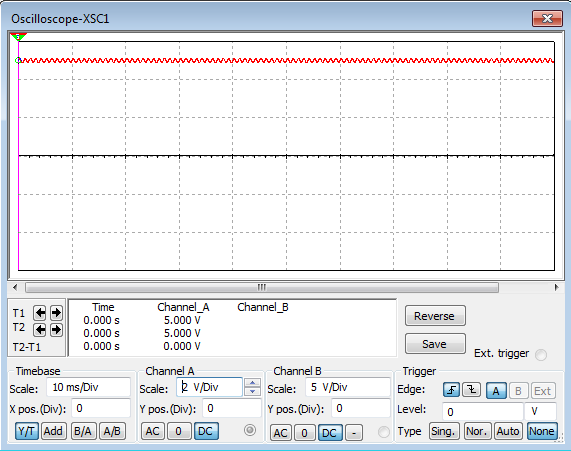 Oscilloscope-XSC1
Time Channel_A Channel_B
T1 0.000 s 5.000 V
T2 0.000 s 5.000 V
T2-T1 0.000 s 0.000 V
Reverse
Save
Ext. trigger
Timebase
Scale: 10 ms/Div
X pos.(Div): 0
Y/T Add B/A A/B
Channel A
Scale: 2 V/Div
Y pos.(Div): 0
AC 0 DC
Channel B
Scale: 5 V/Div
Y pos.(Div): 0
AC 0 DC -
Trigger
Edge: A B Ext
Level: 0 V
Type Sing. Nor. Auto None